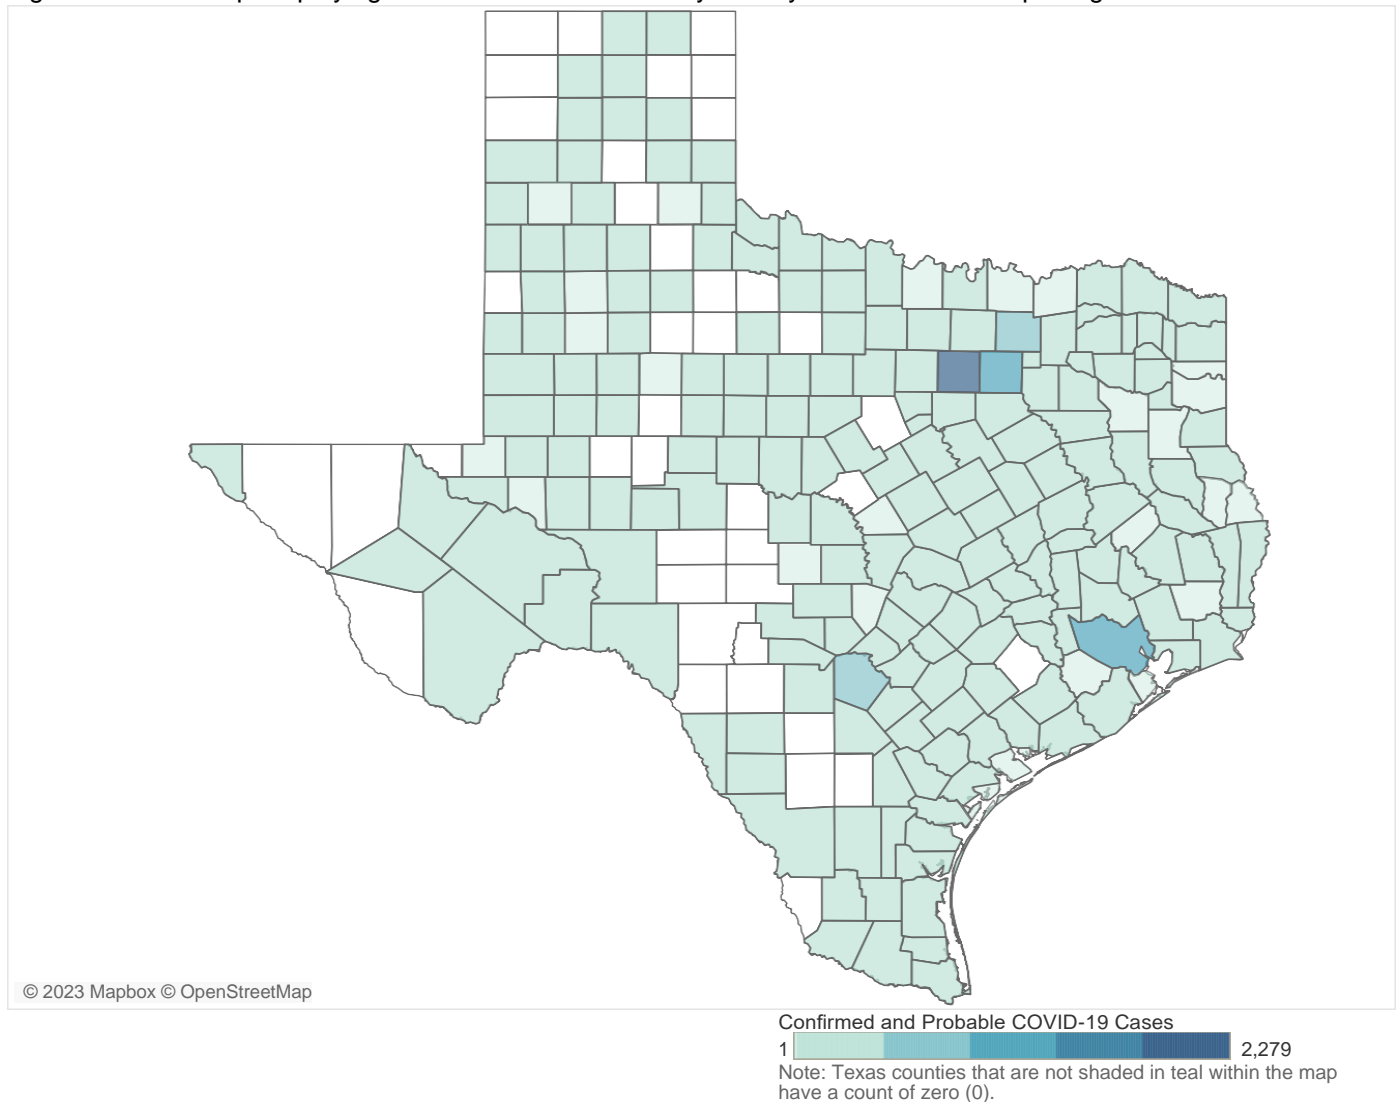 © 2023 Mapbox © OpenStreetMap
Confirmed and Probable COVID-19 Cases
1 2,279
Note: Texas counties that are not shaded in teal within the map
have a count of zero (0).